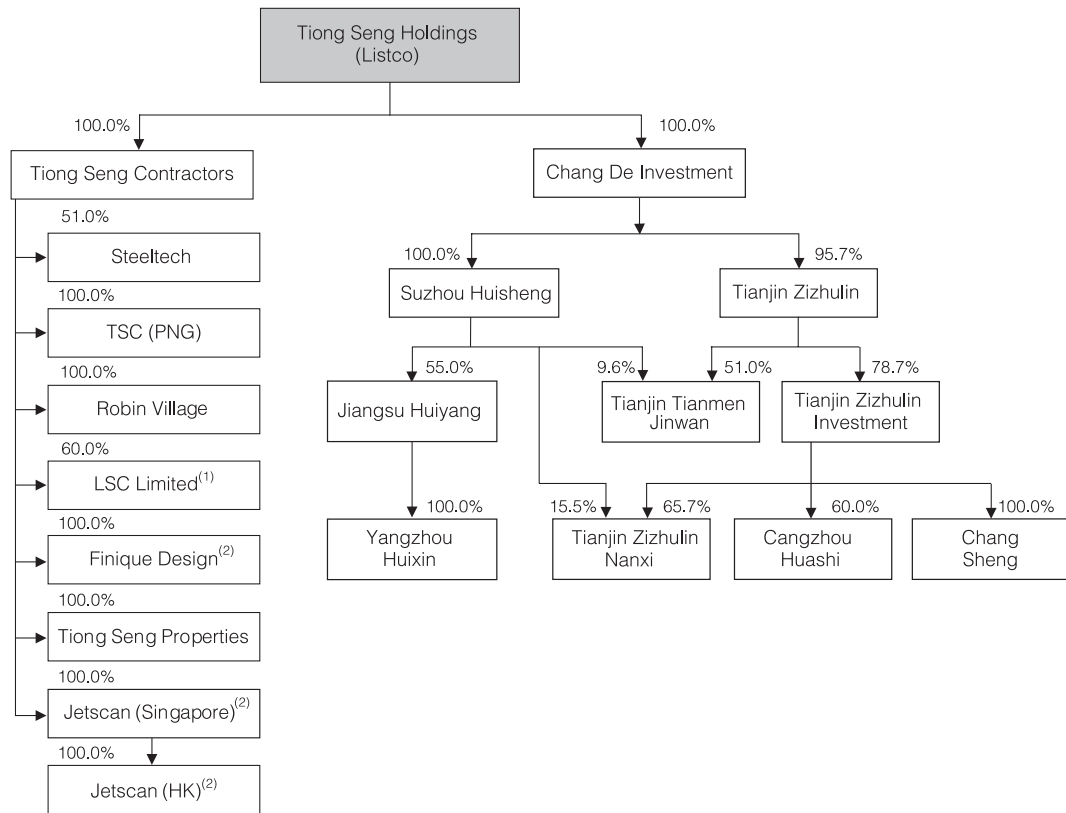 Tiong Seng Holdings
(Listco)
100.0%
100.0%
Tiong Seng Contractors
Chang De Investment
51.0%
Steeltech
100.0%
95.7%
Suzhou Huisheng
Tianjin Zizhulin
100.0%
TSC (PNG)
55.0%
9.6%
51.0%
78.7%
100.0%
Robin Village
Jiangsu Huiyang
Tianjin Tianmen
Jinwan
Tianjin Zizhulin
Investment
60.0%
LSC Limited(1)
100.0%
15.5%
65.7%
60.0%
100.0%
100.0%
Finique Design(2)
Yangzhou
Huixin
Tianjin Zizhulin
Nanxi
Cangzhou
Huashi
Chang
Sheng
100.0%
Tiong Seng Properties
100.0%
Jetscan (Singapore)(2)
100.0%
Jetscan (HK)(2)